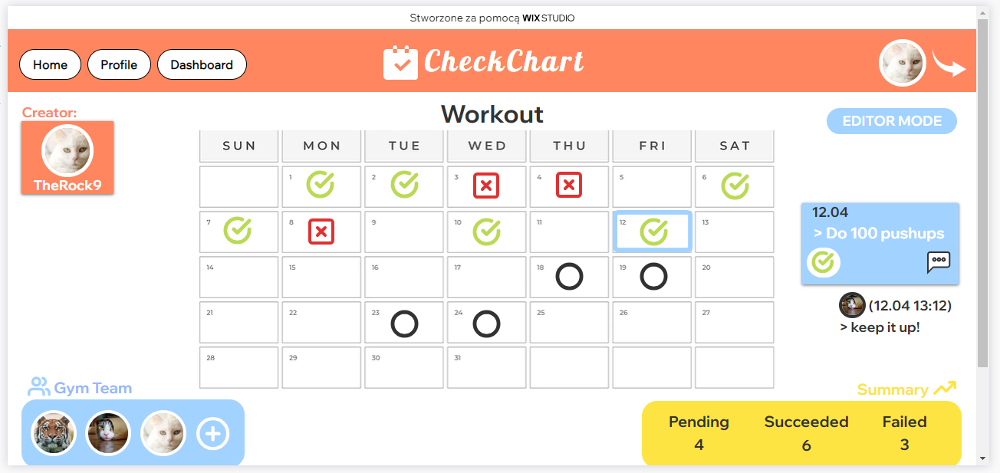 Stworzone za pomocą WIX STUDIO
Home Profile Dashboard
CheckChart
Creator:
TheRock9
Workout
EDITOR MODE
SUN MON TUE WED THU FRI SAT
1 2 3 4 5 6
7 8 9 10 11 12 13
14 15 16 17 18 19 20
21 22 23 24 25 26 27
28 29 30 31
12.04
> Do 100 pushups
(12.04 13:12)
> keep it up!
Gym Team
Summary
Pending Succeeded Failed
4 6 3